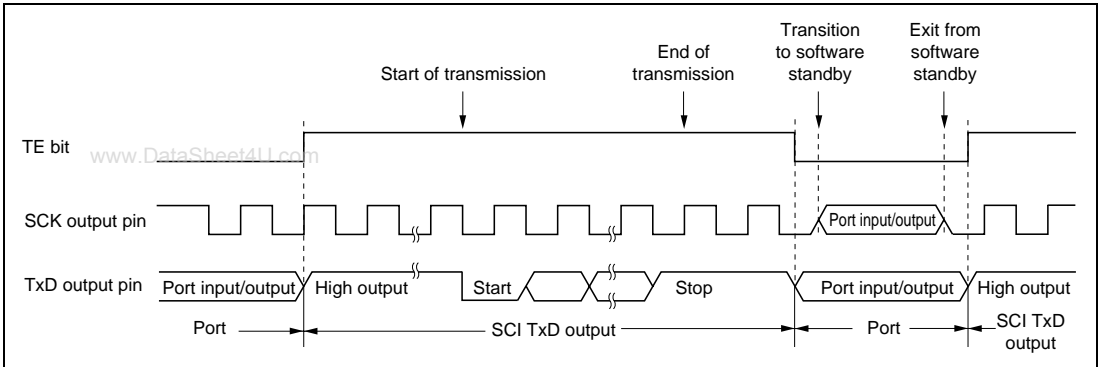 Transition
to software
standby
Exit from
software
standby
End of
transmission
Start of transmission
TE bit
www.DataSheet4U.com
SCK output pin
Port input/output
TxD output pin
Port input/output
High output
Start
Stop
Port input/output
High output
Port
SCI TxD output
Port
SCI TxD
output